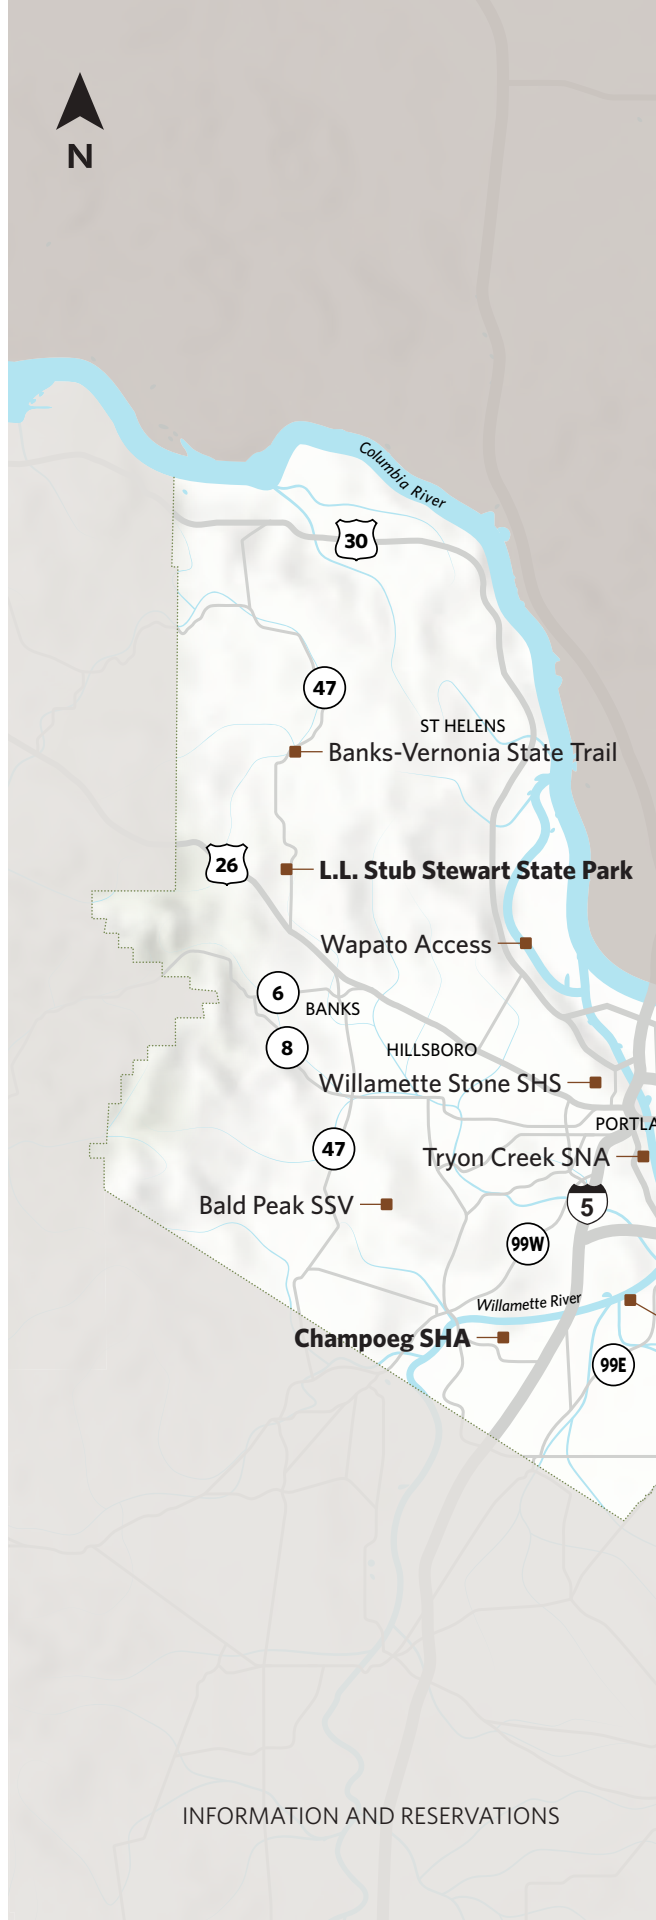 N
Columbia River
30
47
ST HELENS
Banks-Vernonia State Trail
26
L.L. Stub Stewart State Park
Wapato Access
6
BANKS
8
HILLSBORO
Willamette Stone SHS
PORTLA
47
Tryon Creek SNA
5
Bald Peak SSV
99W
Willamette River
Champoeg SHA
99E
INFORMATION AND RESERVATIONS